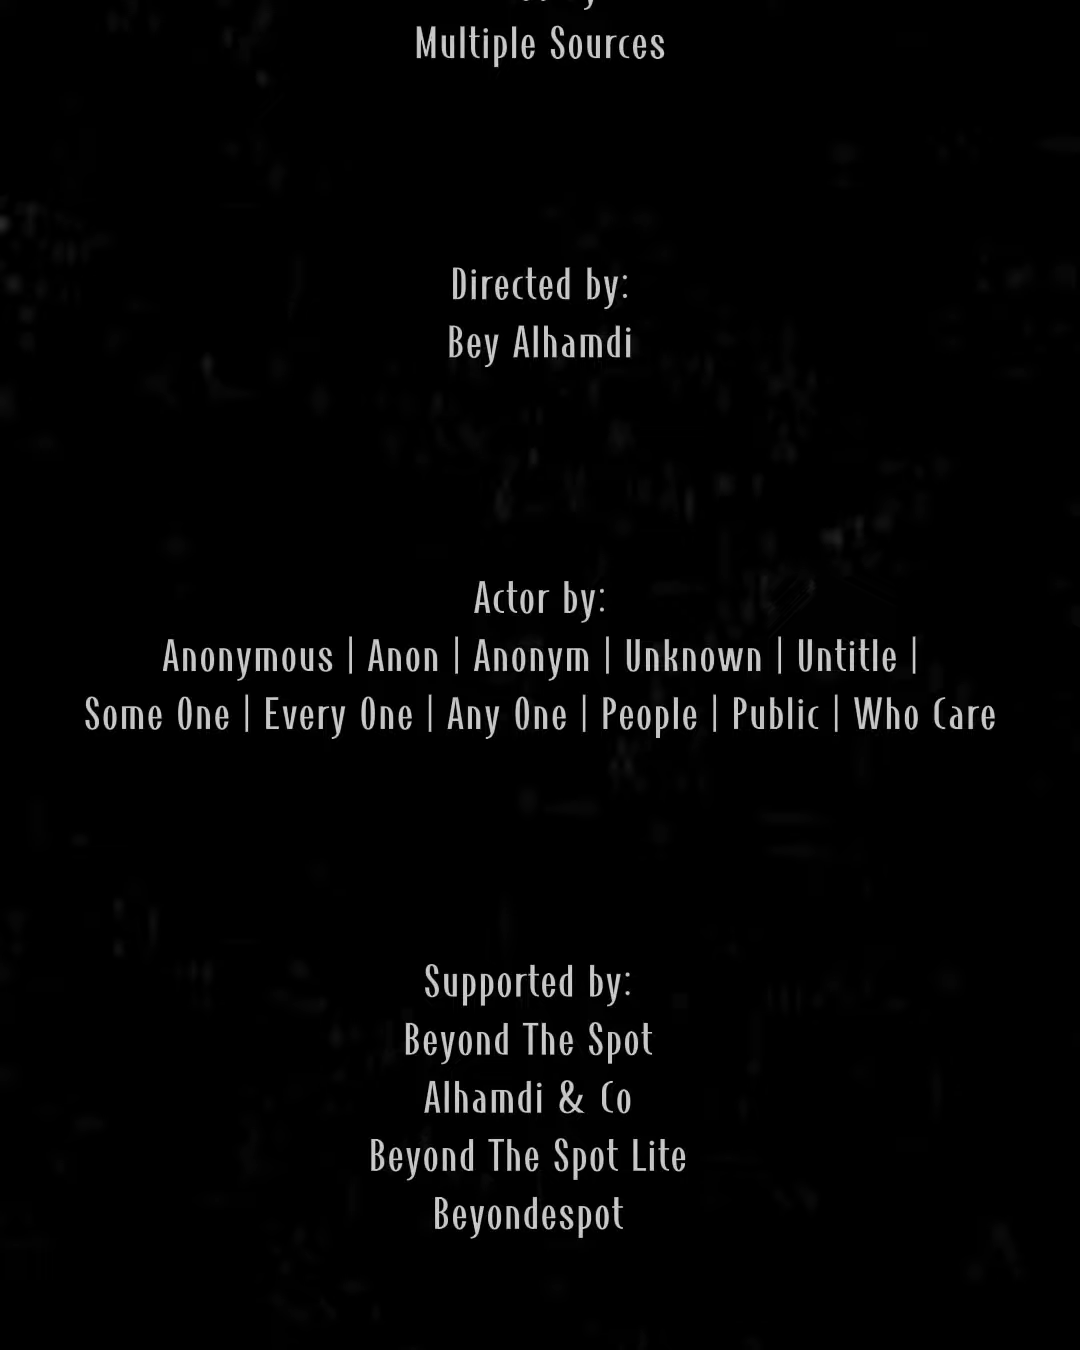 Multiple Sources
Directed by:
Bey Alhamdi
Actor by:
Anonymous | Anon | Anonym | Unknown | Untitle |
Some One | Every One | Any One | People | Public | Who Care
Supported by:
Beyond The Spot
Alhamdi & Co
Beyond The Spot Lite
Beyondespot